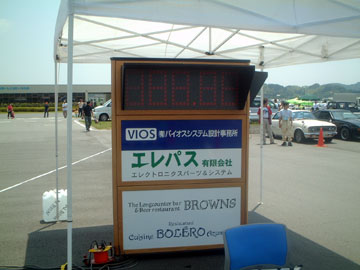 VIOS 有バイオスシステム設計事務所
エレパス 有限会社
エレクトロニクスパーツ&システム
The Longcenter bar
& Beer restaurant BROWNS
Restaurant
Cuisine BOLÉRO